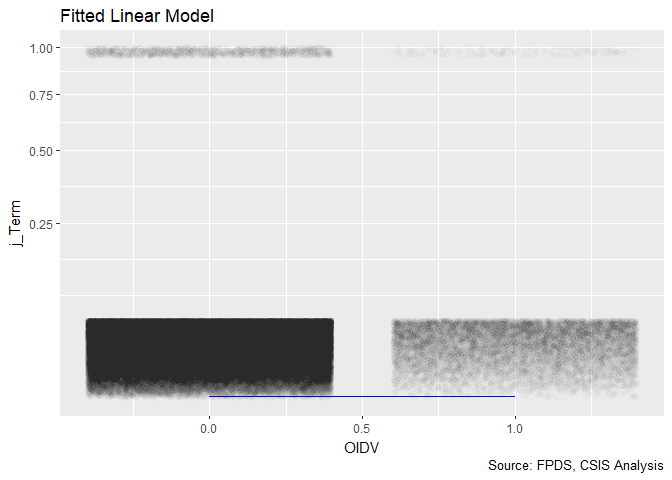 Fitted Linear Model
1.00
0.75
0.50
0.25
j_Term
0.0
0.5
1.0
OIDV
Source: FPDS, CSIS Analysis